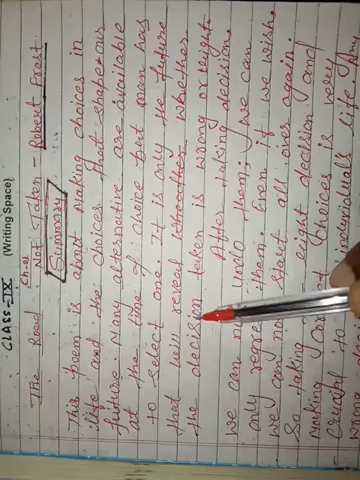 CLASS-IX (Writing Space)
Ch-01
The Road Not Taken - Robert Frost
Summary
This poem is about making choices in
life and the choices that shape our
future. Many alternative are available
at the time of choice but man has
to select one. It is only the future
that will reveal whether
the decision taken is wrong or right.
After taking decision
we can not undo them, we can
only them. Even if we wish
we cannot start all over again.
So taking right decision and
making correct choices is very
crucial to individuals life